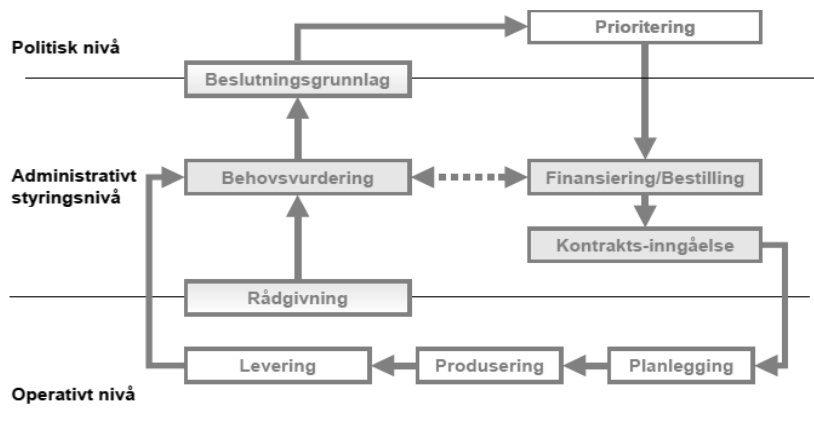 Prioritering
Politisk nivå
Beslutningsgrunnlag
Administrativt
styringsnivå
Behovsvurdering
Finansiering/Bestilling
Kontrakts-inngåelse
Rådgivning
Levering
Produsering
Planlegging
Operativt nivå